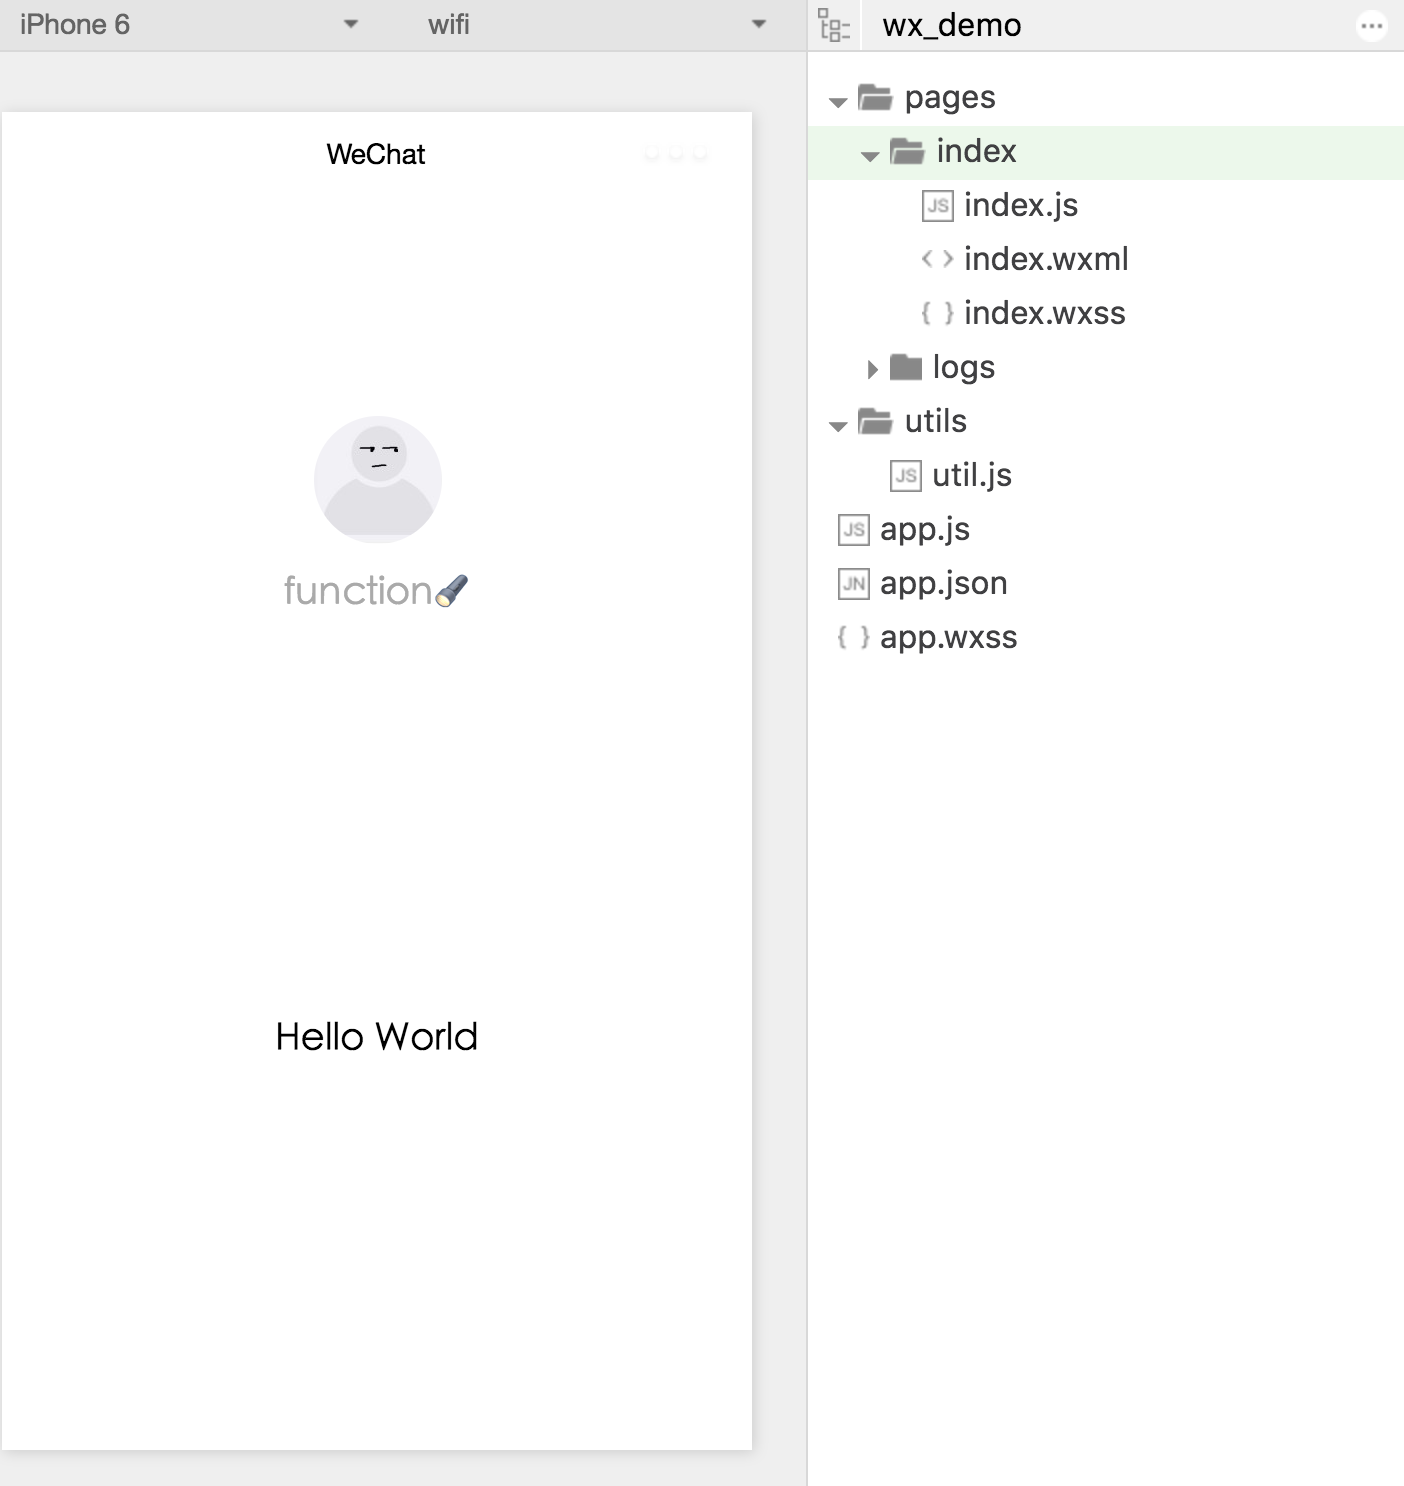 iPhone 6
wifi
WeChat
function
Hello World
wx_demo
pages
index
JS index.js
index.wxml
{ } index.wxss
logs
utils
JS util.js
JS app.js
JN app.json
{ } app.wxss